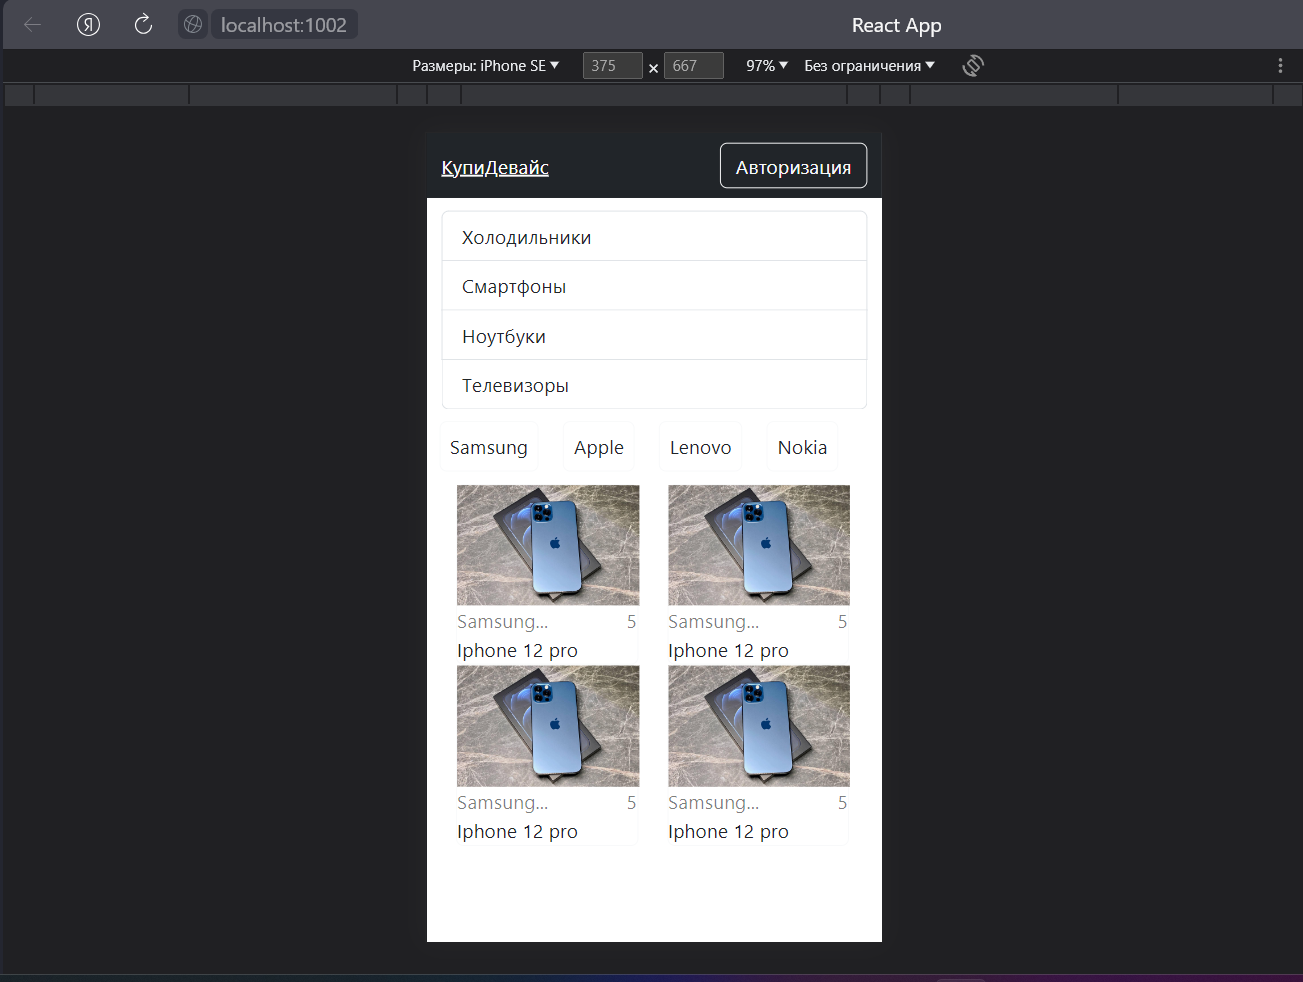 Я localhost:1002 React App
Размеры: iPhone SE ▼ 375 × 667 97% ▼ Без ограничения ▼
КупиДевайс Авторизация
Холодильники
Смартфоны
Ноутбуки
Телевизоры
Samsung Apple Lenovo Nokia
Samsung... 5 Samsung... 5
Iphone 12 pro Iphone 12 pro
Samsung... 5 Samsung... 5
Iphone 12 pro Iphone 12 pro